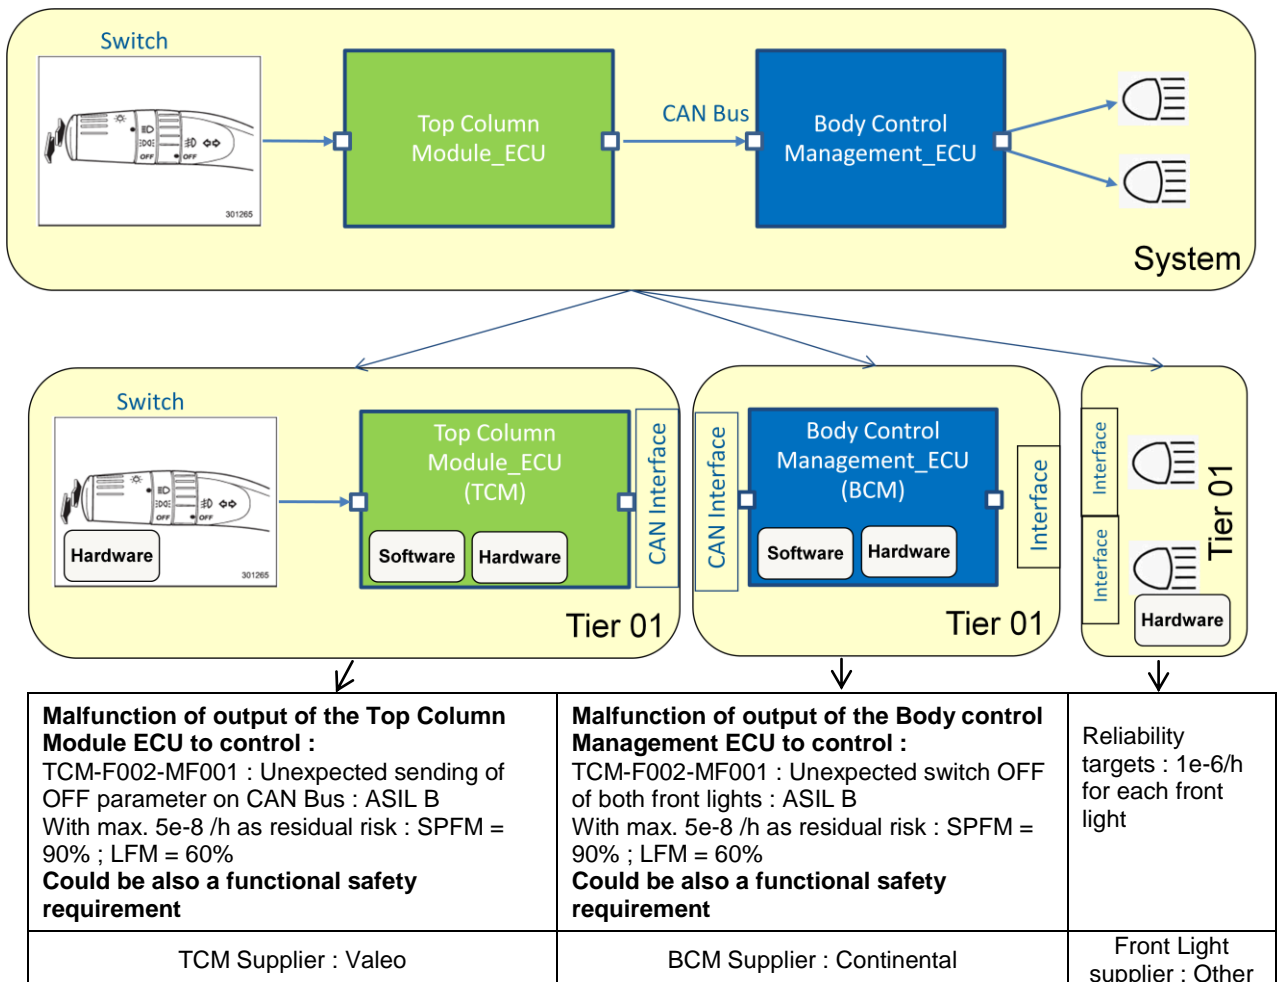 Switch
301265
OFF
OFF
Top Column
Module_ECU
CAN Bus
Body Control
Management_ECU
System
Switch
OFF
OFF
Hardware
301265
Top Column
Module_ECU
(TCM)
Software
Hardware
CAN Interface
Tier 01
CAN Interface
Body Control
Management_ECU
(BCM)
Software
Hardware
Interface
Tier 01
Interface
Interface
Hardware
Tier 01
Malfunction of output of the Top Column
Module ECU to control :
TCM-F002-MF001 : Unexpected sending of
OFF parameter on CAN Bus : ASIL B
With max. 5e-8 /h as residual risk : SPFM =
90% ; LFM = 60%
Could be also a functional safety
requirement
Malfunction of output of the Body control
Management ECU to control :
TCM-F002-MF001 : Unexpected switch OFF
of both front lights : ASIL B
With max. 5e-8 /h as residual risk : SPFM =
90% ; LFM = 60%
Could be also a functional safety
requirement
Reliability
targets : 1e-6/h
for each front
light
TCM Supplier : Valeo
BCM Supplier : Continental
Front Light
supplier : Other